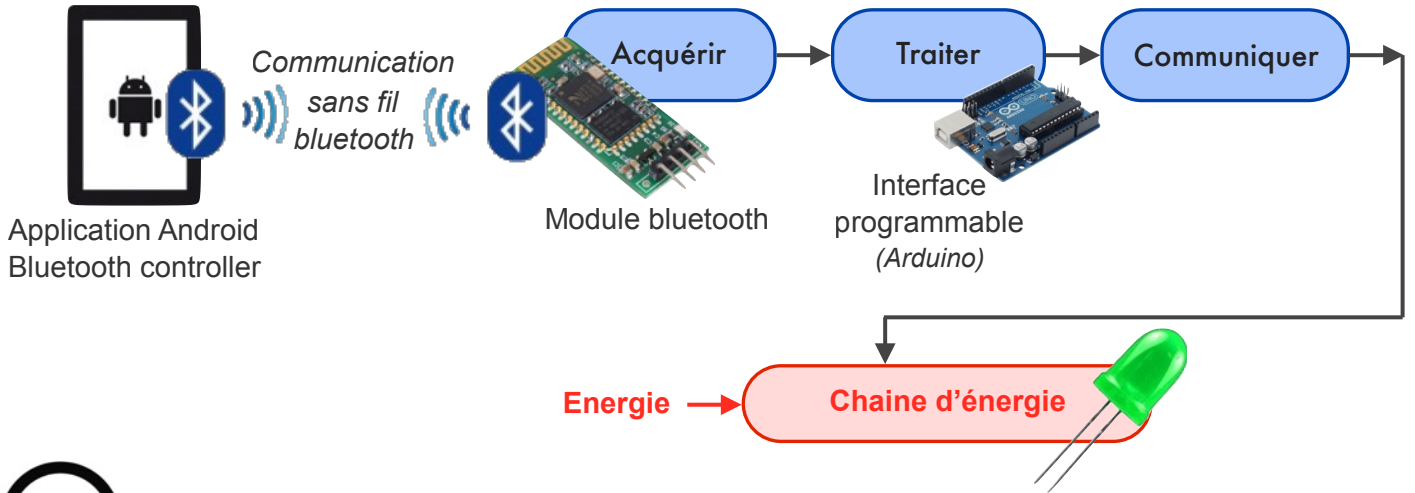 Communication
sans fil
bluetooth
Acquérir
Traiter
Communiquer
Application Android
Bluetooth controller
Module bluetooth
Interface
programmable
(Arduino)
Energie
Chaine d’énergie